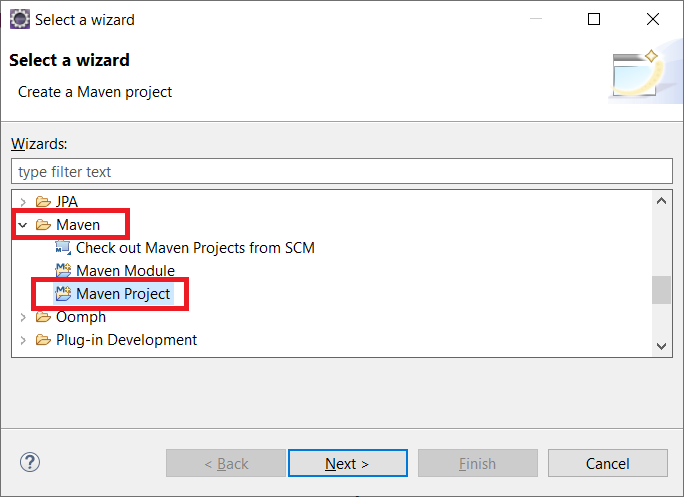 Select a wizard
Select a wizard
Create a Maven project
Wizards:
type filter text
JPA
Maven
Check out Maven Projects from SCM
Maven Module
Maven Project
Oomph
Plug-in Development
? < Back Next > Finish Cancel